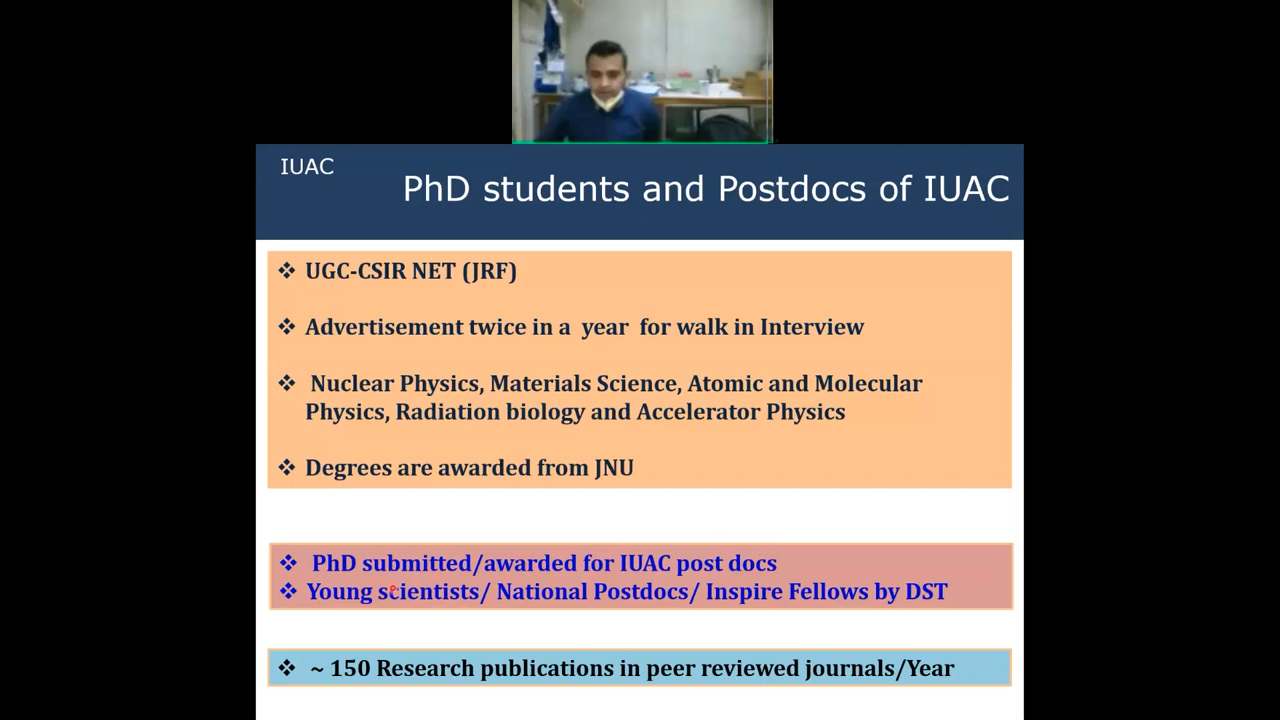 IUAC
PhD students and Postdocs of IUAC
❖ UGC-CSIR NET (JRF)
❖ Advertisement twice in a year for walk in Interview
❖ Nuclear Physics, Materials Science, Atomic and Molecular
Physics, Radiation biology and Accelerator Physics
❖ Degrees are awarded from JNU
❖ PhD submitted/awarded for IUAC post docs
❖ Young scientists/ National Postdocs/ Inspire Fellows by DST
❖ ~ 150 Research publications in peer reviewed journals/Year